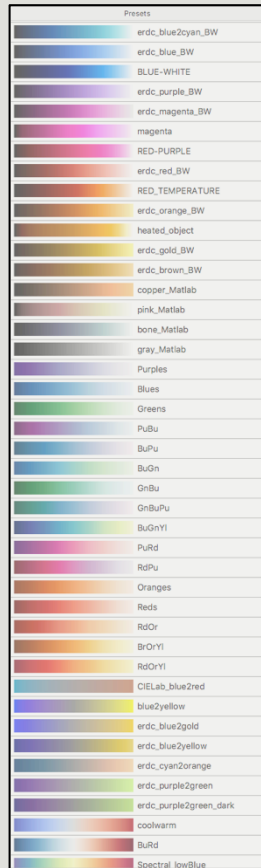 Presets
erdc_blue2cyan_BW
erdc_blue_BW
BLUE-WHITE
erdc_purple_BW
erdc_magenta_BW
magenta
RED-PURPLE
erdc_red_BW
RED_TEMPERATURE
erdc_orange_BW
heated_object
erdc_gold_BW
erdc_brown_BW
copper_Matlab
pink_Matlab
bone_Matlab
gray_Matlab
Purples
Blues
Greens
PuBu
BuPu
BuGn
GnBu
GnBuPu
BuGnYl
PuRd
RdPu
Oranges
Reds
RdOr
BrOrYl
RdOrYl
CIELab_blue2red
blue2yellow
erdc_blue2gold
erdc_blue2yellow
erdc_cyan2orange
erdc_purple2green
erdc_purple2green_dark
coolwarm
BuRd
Spectral_lowBlue